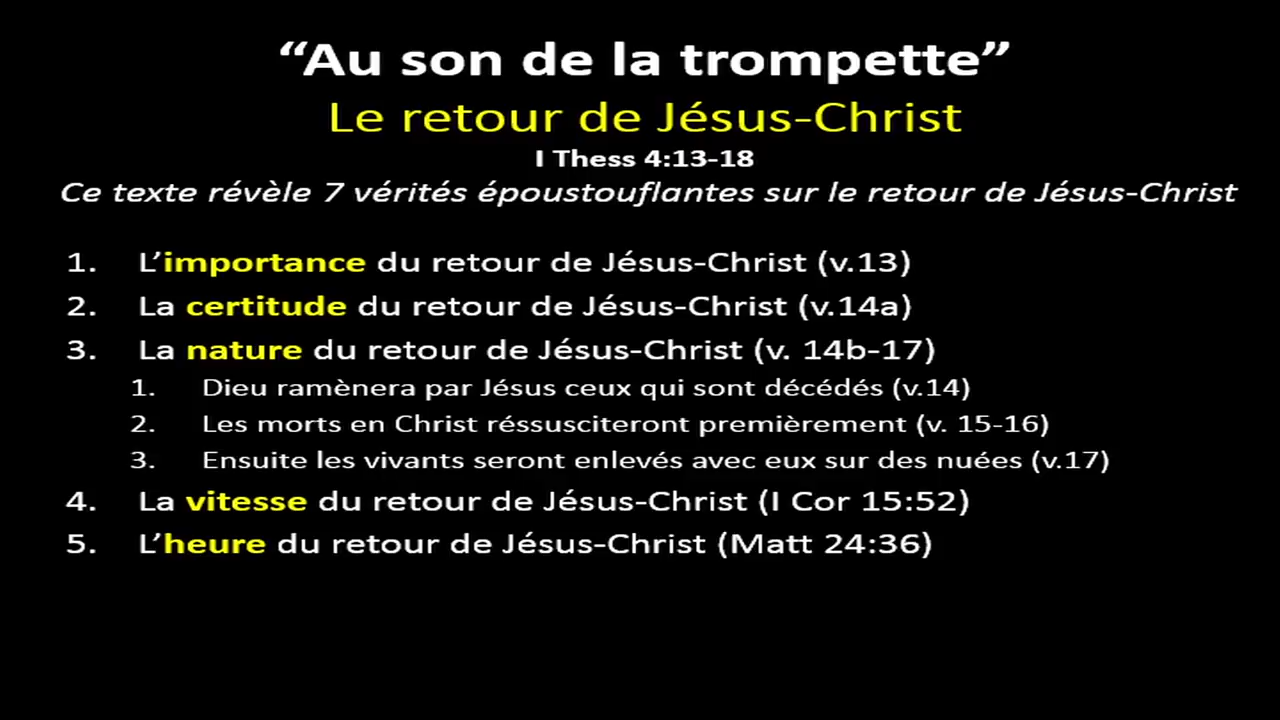 “Au son de la trompette”
Le retour de Jésus-Christ
I Thess 4:13-18
Ce texte révèle 7 vérités époustouflantes sur le retour de Jésus-Christ
1. L’importance du retour de Jésus-Christ (v.13)
2. La certitude du retour de Jésus-Christ (v.14a)
3. La nature du retour de Jésus-Christ (v. 14b-17)
1. Dieu ramènera par Jésus ceux qui sont décédés (v.14)
2. Les morts en Christ réssusciteront premièrement (v. 15-16)
3. Ensuite les vivants seront enlevés avec eux sur des nuées (v.17)
4. La vitesse du retour de Jésus-Christ (I Cor 15:52)
5. L’heure du retour de Jésus-Christ (Matt 24:36)